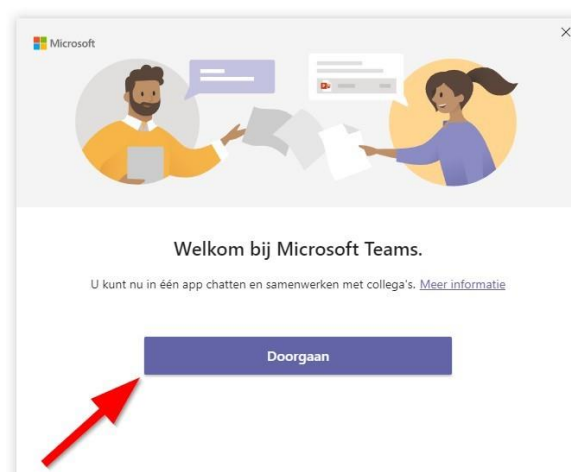 Microsoft
Welkom bij Microsoft Teams.
U kunt nu in één app chatten en samenwerken met collega's. Meer informatie
Doorgaan